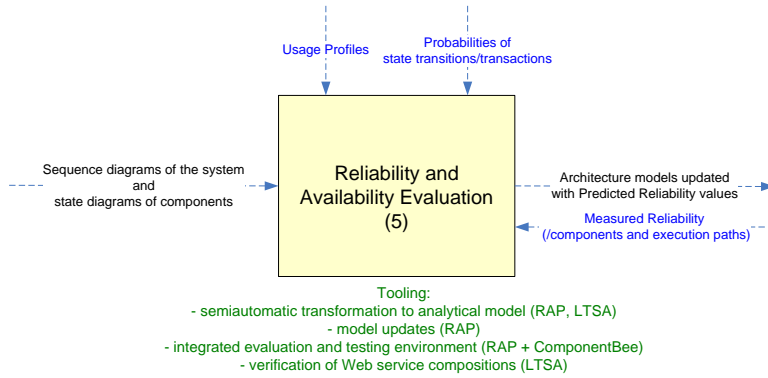 Usage Profiles
Probabilities of
state transitions/transactions
Sequence diagrams of the system
and
state diagrams of components
Reliability and
Availability Evaluation
(5)
Architecture models updated
with Predicted Reliability values
Measured Reliability
(/components and execution paths)
Tooling:
- semiautomatic transformation to analytical model (RAP, LTSA)
- model updates (RAP)
- integrated evaluation and testing environment (RAP + ComponentBee)
- verification of Web service compositions (LTSA)